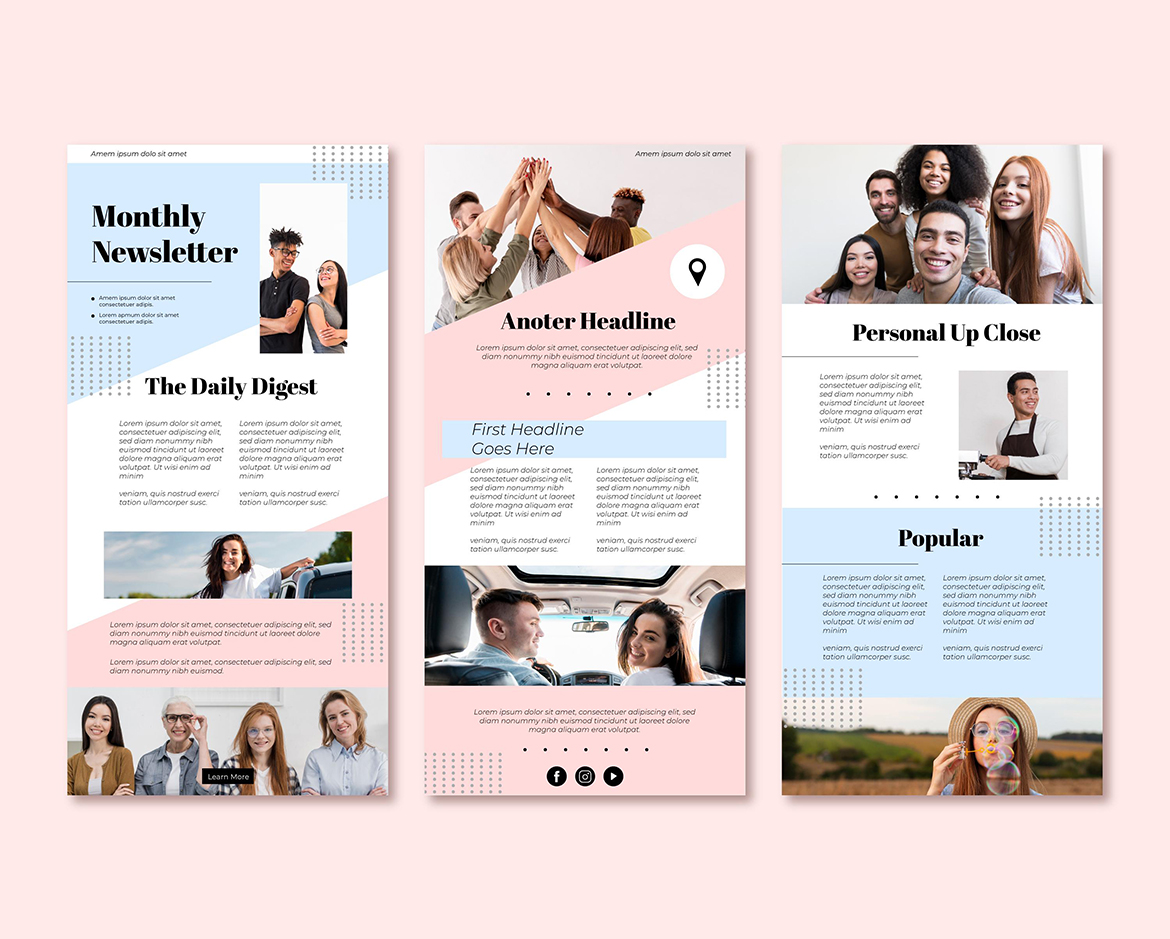 Amem ipsum dolo sit amet
Monthly
Newsletter
Amem ipsum dolor sit amet
consectetuer adipis.
Lorem apmum dolor sit amet
consectetuer adipis.
The Daily Digest
Lorem ipsum dolor sit amet,
consectetuer adipiscing elit,
sed diam nonummy nibh
euismod tincidunt ut laoreet
dolore magna aliquam erat
volutpat. Ut wisi enim ad
minim
veniam, quis nostrud exerci
tation ullamcorper susc.
Lorem ipsum dolor sit amet,
consectetuer adipiscing elit,
sed diam nonummy nibh
euismod tincidunt ut laoreet
dolore magna aliquam erat
volutpat. Ut wisi enim ad
minim
veniam, quis nostrud exerci
tation ullamcorper susc.
Lorem ipsum dolor sit amet, consectetuer adipiscing elit, sed
diam nonummy nibh euismod tincidunt ut laoreet dolore
magna aliquam erat volutpat.
Lorem ipsum dolor sit amet, consectetuer adipiscing elit, sed
diam nonummy nibh euismod.
Learn More
Amem ipsum dolo sit amet
Anoter Headline
Lorem ipsum dolor sit amet, consectetuer adipiscing elit, sed
diam nonummy nibh euismod tincidunt ut laoreet dolore
magna aliquam erat volutpat.
First Headline
Goes Here
Lorem ipsum dolor sit amet,
consectetuer adipiscing elit,
sed diam nonummy nibh
euismod tincidunt ut laoreet
dolore magna aliquam erat
volutpat. Ut wisi enim ad
minim
veniam, quis nostrud exerci
tation ullamcorper susc.
Lorem ipsum dolor sit amet,
consectetuer adipiscing elit,
sed diam nonummy nibh
euismod tincidunt ut laoreet
dolore magna aliquam erat
volutpat. Ut wisi enim ad
minim
veniam, quis nostrud exerci
tation ullamcorper susc.
Lorem ipsum dolor sit amet, consectetuer adipiscing elit, sed
diam nonummy nibh euismod tincidunt ut laoreet dolore
magna aliquam erat volutpat.
Personal Up Close
Lorem ipsum dolor sit amet,
consectetuer adipiscing elit,
sed diam nonummy nibh
euismod tincidunt ut laoreet
dolore magna aliquam erat
volutpat. Ut wisi enim ad
minim
veniam, quis nostrud exerci
tation ullamcorper susc.
Popular
Lorem ipsum dolor sit amet,
consectetuer adipiscing elit,
sed diam nonummy nibh
euismod tincidunt ut laoreet
dolore magna aliquam erat
volutpat. Ut wisi enim ad
minim
veniam, quis nostrud exerci
tation ullamcorper susc.
Lorem ipsum dolor sit amet,
consectetuer adipiscing elit,
sed diam nonummy nibh
euismod tincidunt ut laoreet
dolore magna aliquam erat
volutpat. Ut wisi enim ad
minim
veniam, quis nostrud exerci
tation ullamcorper susc.